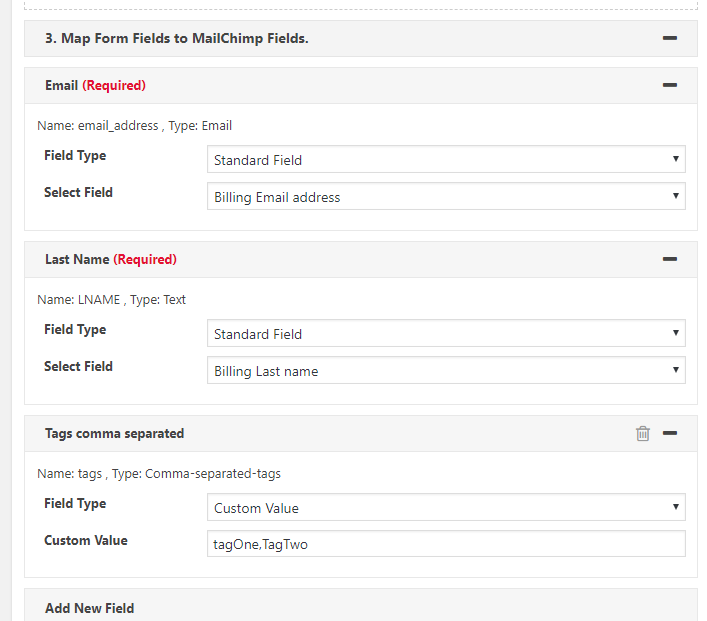 3. Map Form Fields to MailChimp Fields.
Email (Required)
Name: email_address , Type: Email
Field Type
Standard Field
Select Field
Billing Email address
Last Name (Required)
Name: LNAME , Type: Text
Field Type
Standard Field
Select Field
Billing Last name
Tags comma separated
Name: tags , Type: Comma-separated-tags
Field Type
Custom Value
Custom Value
tagOne,TagTwo
Add New Field